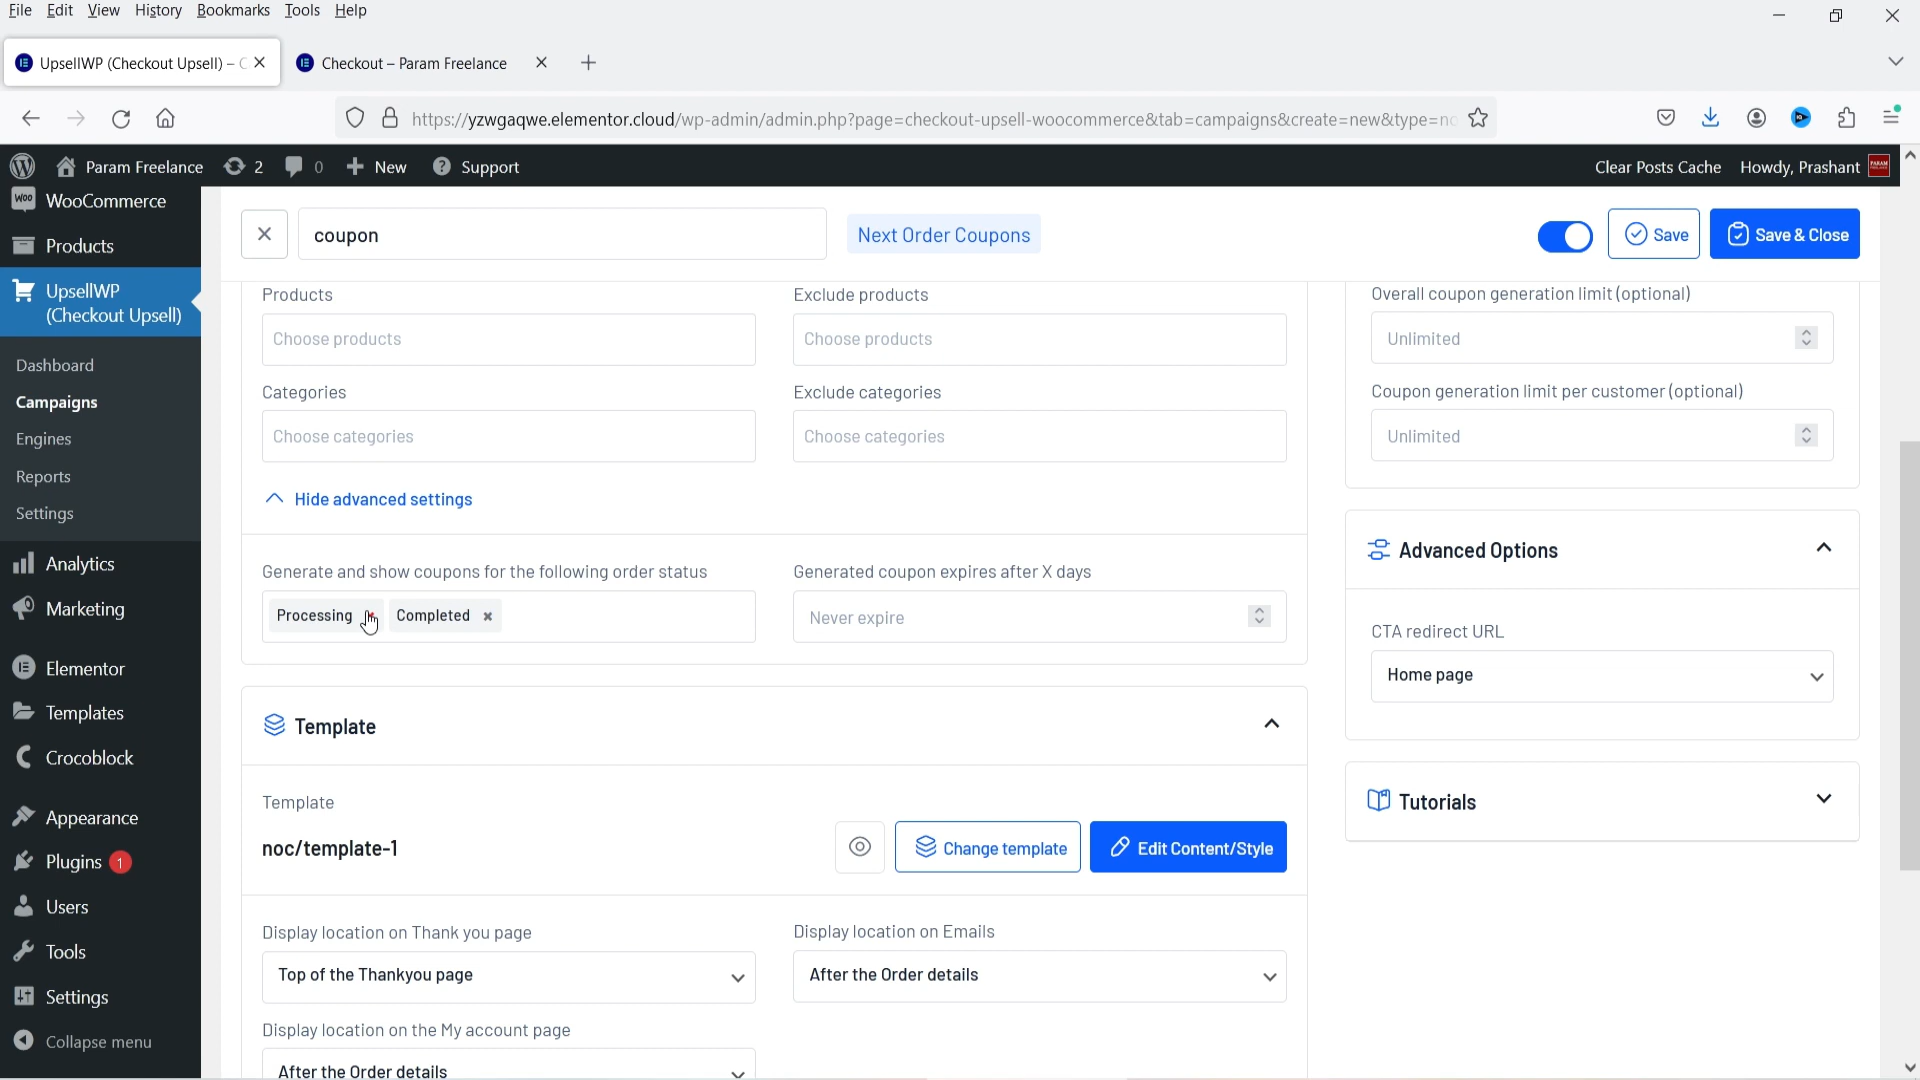 File Edit View History Bookmarks Tools Help
UpsellWP (Checkout Upsell) – C
Checkout – Param Freelance
https://yzwgaqwe.elementor.cloud/wp-admin/admin.php?page=checkout-upsell-woocommerce&tab=campaigns&create=new&type=no
Param Freelance 2 0 New Support Clear Posts Cache Howdy, Prashant
WooCommerce
Products
UpsellWP
(Checkout Upsell)
Dashboard
Campaigns
Engines
Reports
Settings
Analytics
Marketing
Elementor
Templates
Crocoblock
Appearance
Plugins 1
Users
Tools
Settings
Collapse menu
coupon
Next Order Coupons
Save
Save & Close
Products
Choose products
Exclude products
Choose products
Categories
Choose categories
Exclude categories
Choose categories
Hide advanced settings
Generate and show coupons for the following order status
Processing Completed
Generated coupon expires after X days
Never expire
Template
Template
noc/template-1
Change template
Edit Content/Style
Display location on Thank you page
Top of the Thankyou page
Display location on Emails
After the Order details
Display location on the My account page
After the Order details
Overall coupon generation limit (optional)
Unlimited
Coupon generation limit per customer (optional)
Unlimited
Advanced Options
CTA redirect URL
Home page
Tutorials